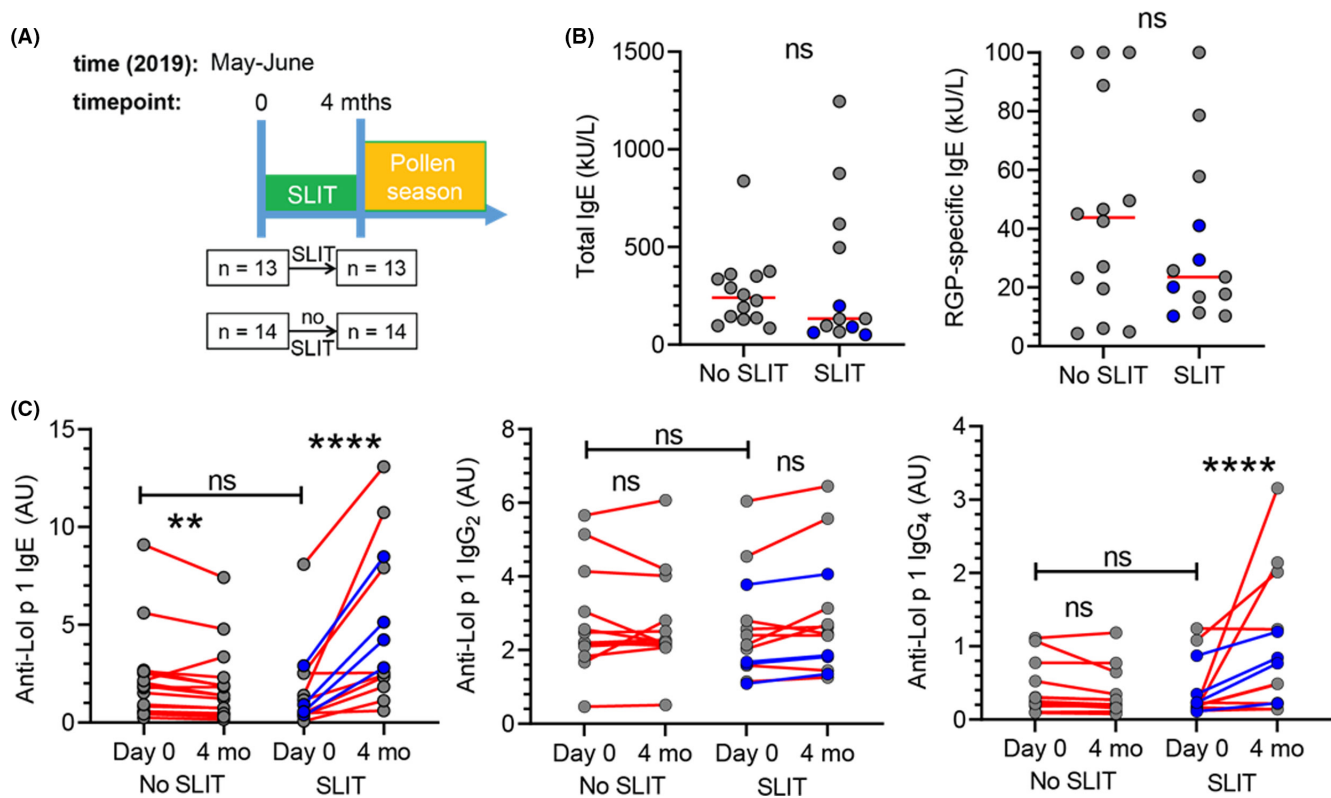 (A)
time (2019): May-June
timepoint: 0 4 mths
SLIT
Pollen
season
n = 13 SLIT n = 13
n = 14 no SLIT n = 14
(B)
ns
Total IgE (kU/L)
1500
1000
500
0
No SLIT SLIT
ns
RGP-specific IgE (kU/L)
100
80
60
40
20
0
No SLIT SLIT
(C)
Anti-Lol p 1 IgE (AU)
15
10
5
0
ns
**
****
Day 0 4 mo Day 0 4 mo
No SLIT SLIT
Anti-Lol p 1 IgG2 (AU)
8
6
4
2
0
ns
ns
ns
Day 0 4 mo Day 0 4 mo
No SLIT SLIT
Anti-Lol p 1 IgG4 (AU)
4
3
2
1
0
ns
ns
****
Day 0 4 mo Day 0 4 mo
No SLIT SLIT